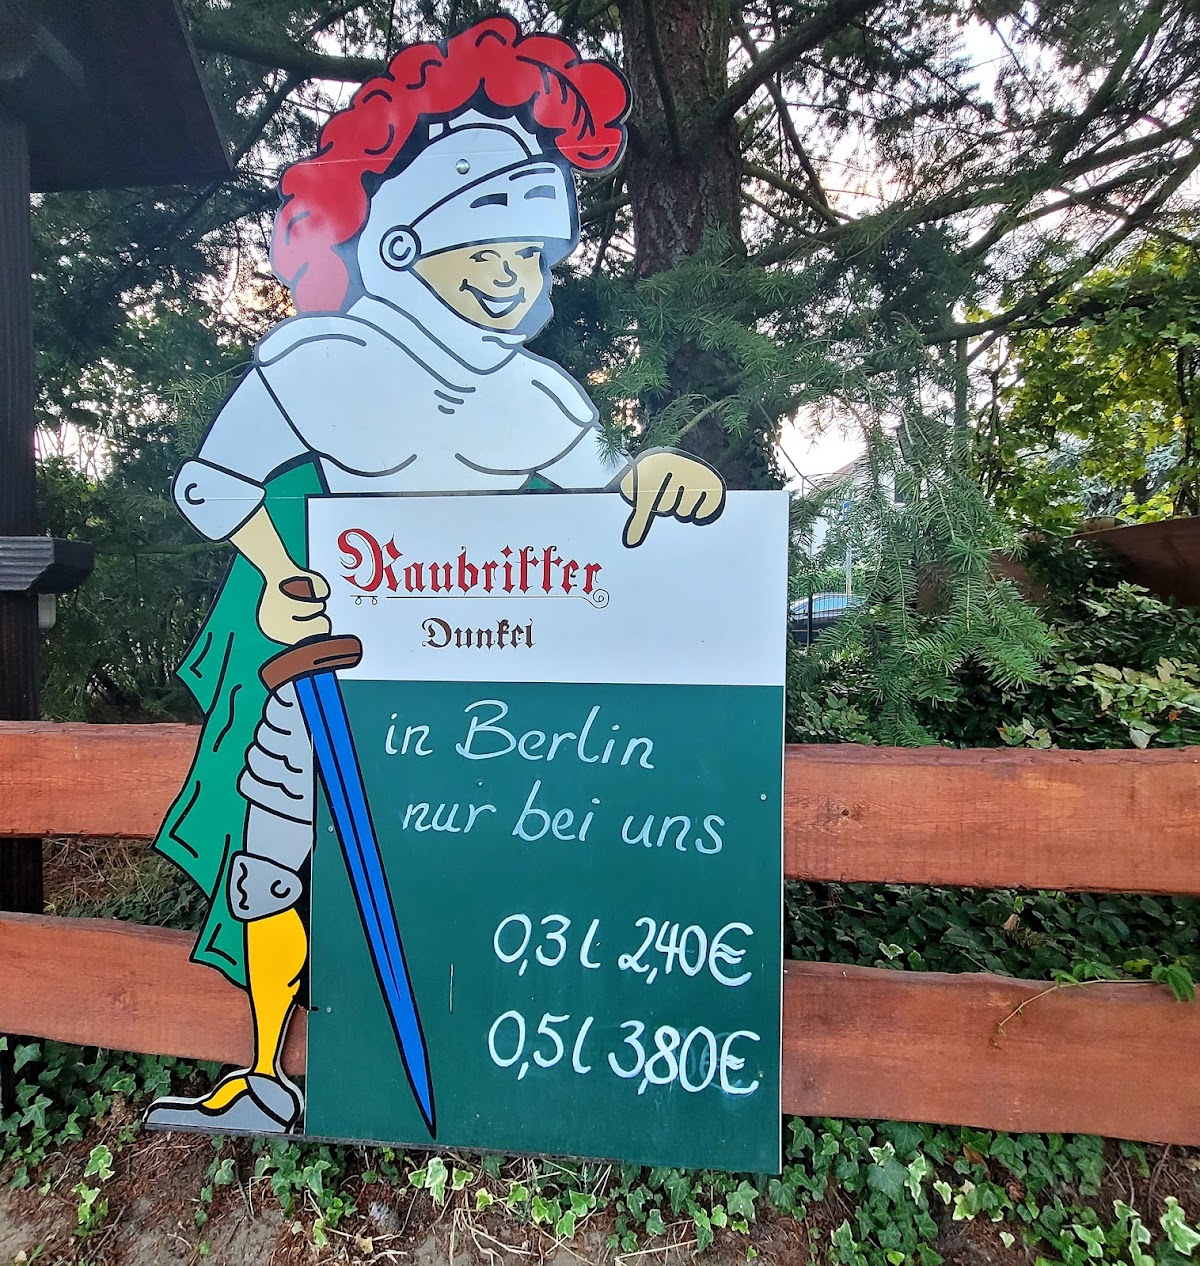 Raubritter
Dunkel
in Berlin
nur bei uns
0,3 l 2,40€
0,5 l 3,80€